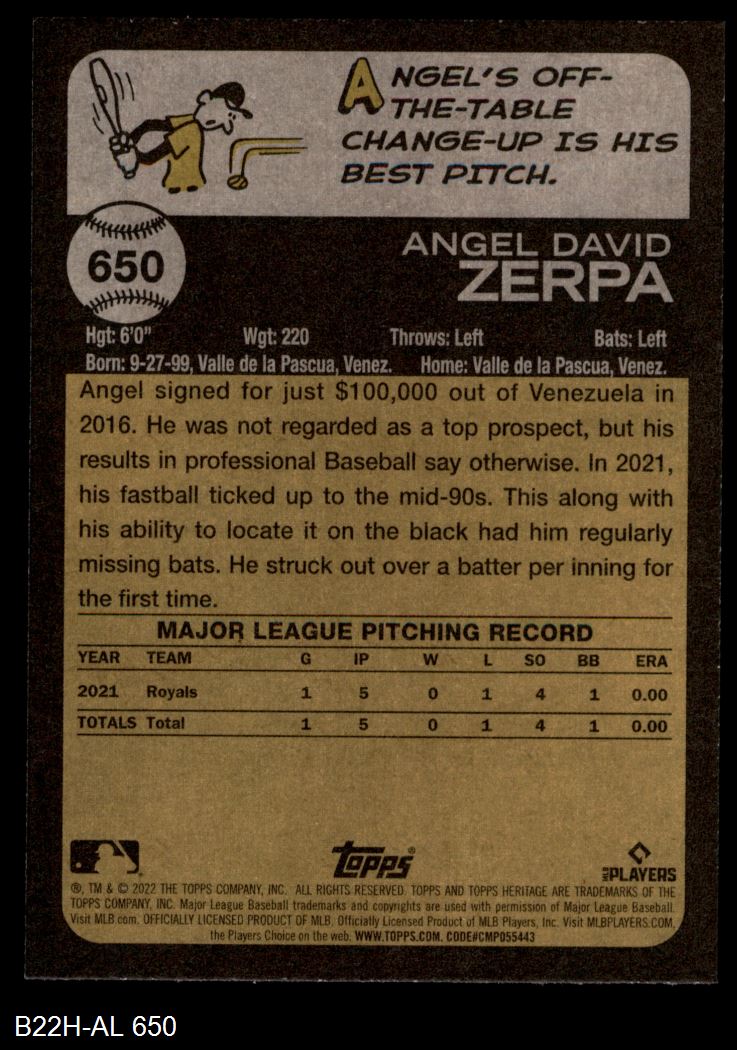 ANGEL'S OFF-
THE-TABLE
CHANGE-UP IS HIS
BEST PITCH.
650
ANGEL DAVID
ZERPA
Hgt: 6'0" Wgt: 220 Throws: Left Bats: Left
Born: 9-27-99, Valle de la Pascua, Venez. Home: Valle de la Pascua, Venez.
Angel signed for just $100,000 out of Venezuela in
2016. He was not regarded as a top prospect, but his
results in professional Baseball say otherwise. In 2021,
his fastball ticked up to the mid-90s. This along with
his ability to locate it on the black had him regularly
missing bats. He struck out over a batter per inning for
the first time.
MAJOR LEAGUE PITCHING RECORD
YEAR TEAM G IP W L SO BB ERA
2021 Royals 1 5 0 1 4 1 0.00
TOTALS Total 1 5 0 1 4 1 0.00
Topps® MLB PLAYERS
®, TM & © 2022 THE TOPPS COMPANY, INC. ALL RIGHTS RESERVED. TOPPS AND TOPPS HERITAGE ARE TRADEMARKS OF THE
TOPPS COMPANY, INC. Major League Baseball trademarks and copyrights are used with permission of Major League Baseball.
Visit MLB.com. OFFICIALLY LICENSED PRODUCT OF MLB, Officially Licensed Product of MLB Players, Inc. Visit MLBPLAYERS.COM,
the Players Choice on the web. WWW.TOPPS.COM. CODE#CMP055443
B22H-AL 650